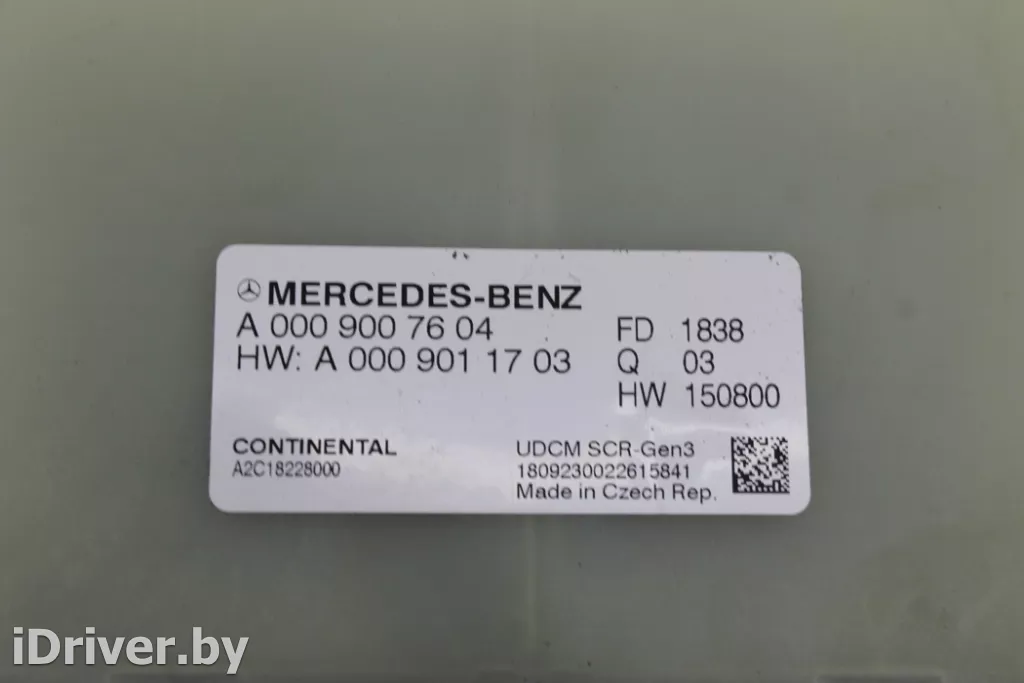 MERCEDES-BENZ
A 000 900 76 04 FD 1838
HW: A 000 901 17 03 Q 03
HW 150800
CONTINENTAL UDCM SCR-Gen3
A2C18228000 1809230022615841
Made in Czech Rep.
iDriver.by